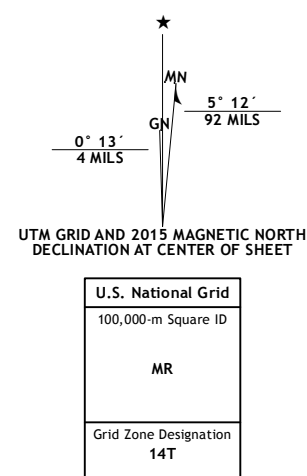 ★
MN
GN
5° 12´
92 MILS
0° 13´
4 MILS
UTM GRID AND 2015 MAGNETIC NORTH
DECLINATION AT CENTER OF SHEET
U.S. National Grid
100,000-m Square ID
MR
Grid Zone Designation
14T